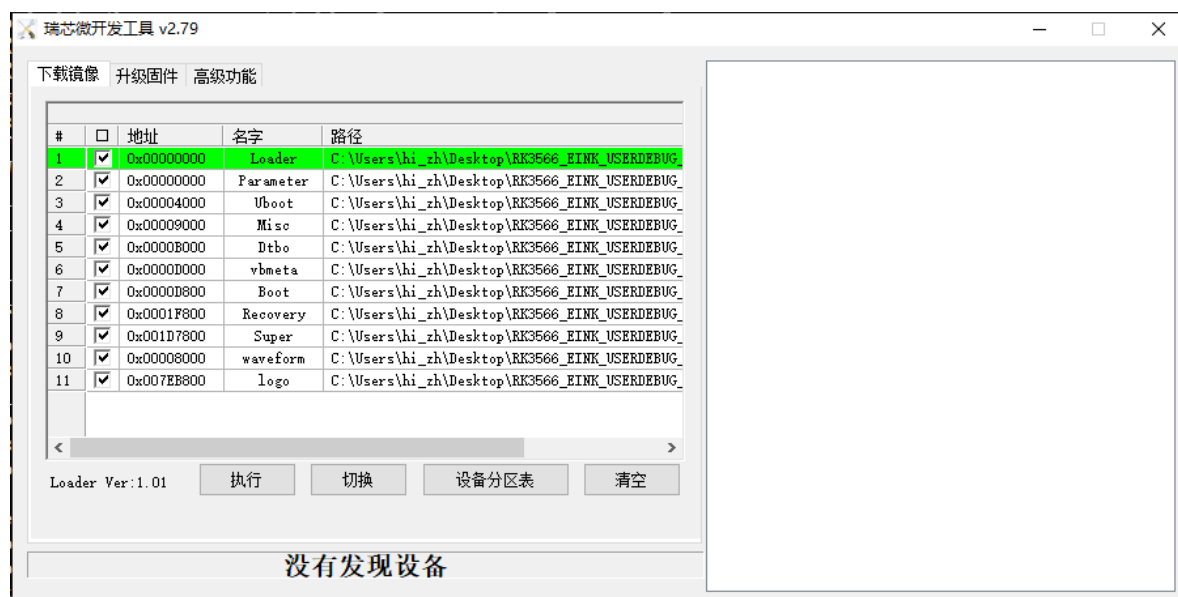 瑞芯微开发工具 v2.79
下载镜像 升级固件 高级功能
# 地址 名字 路径
1 0x00000000 Loader C:\Users\hi_zh\Desktop\RK3566_EINK_USERDEBUG_
2 0x00000000 Parameter C:\Users\hi_zh\Desktop\RK3566_EINK_USERDEBUG_
3 0x00004000 Uboot C:\Users\hi_zh\Desktop\RK3566_EINK_USERDEBUG_
4 0x00009000 Misc C:\Users\hi_zh\Desktop\RK3566_EINK_USERDEBUG_
5 0x0000B000 Dtbo C:\Users\hi_zh\Desktop\RK3566_EINK_USERDEBUG_
6 0x0000D000 vbmeta C:\Users\hi_zh\Desktop\RK3566_EINK_USERDEBUG_
7 0x0000D800 Boot C:\Users\hi_zh\Desktop\RK3566_EINK_USERDEBUG_
8 0x0001F800 Recovery C:\Users\hi_zh\Desktop\RK3566_EINK_USERDEBUG_
9 0x001D7800 Super C:\Users\hi_zh\Desktop\RK3566_EINK_USERDEBUG_
10 0x00008000 waveform C:\Users\hi_zh\Desktop\RK3566_EINK_USERDEBUG_
11 0x007EB800 logo C:\Users\hi_zh\Desktop\RK3566_EINK_USERDEBUG_
Loader Ver:1.01 执行 切换 设备分区表 清空
没有发现设备